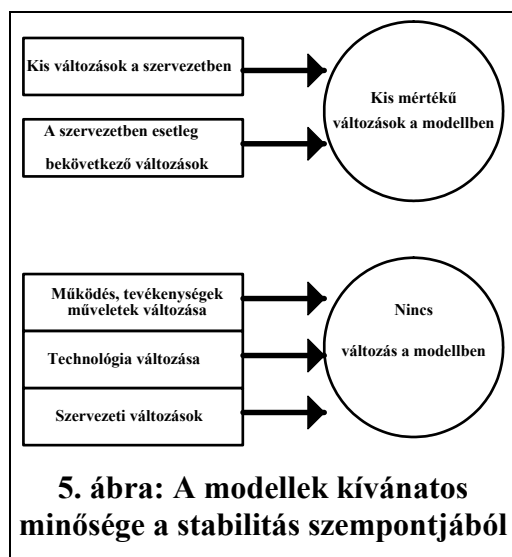 Kis változások a szervezetben
Kis mértékű
változások a modellben
A szervezetben esetleg
bekövetkező változások
Működés, tevékenységek
műveletek változása
Technológia változása
Szervezeti változások
Nincs
változás a modellben
5. ábra: A modellek kívánatos
minősége a stabilitás szempontjából